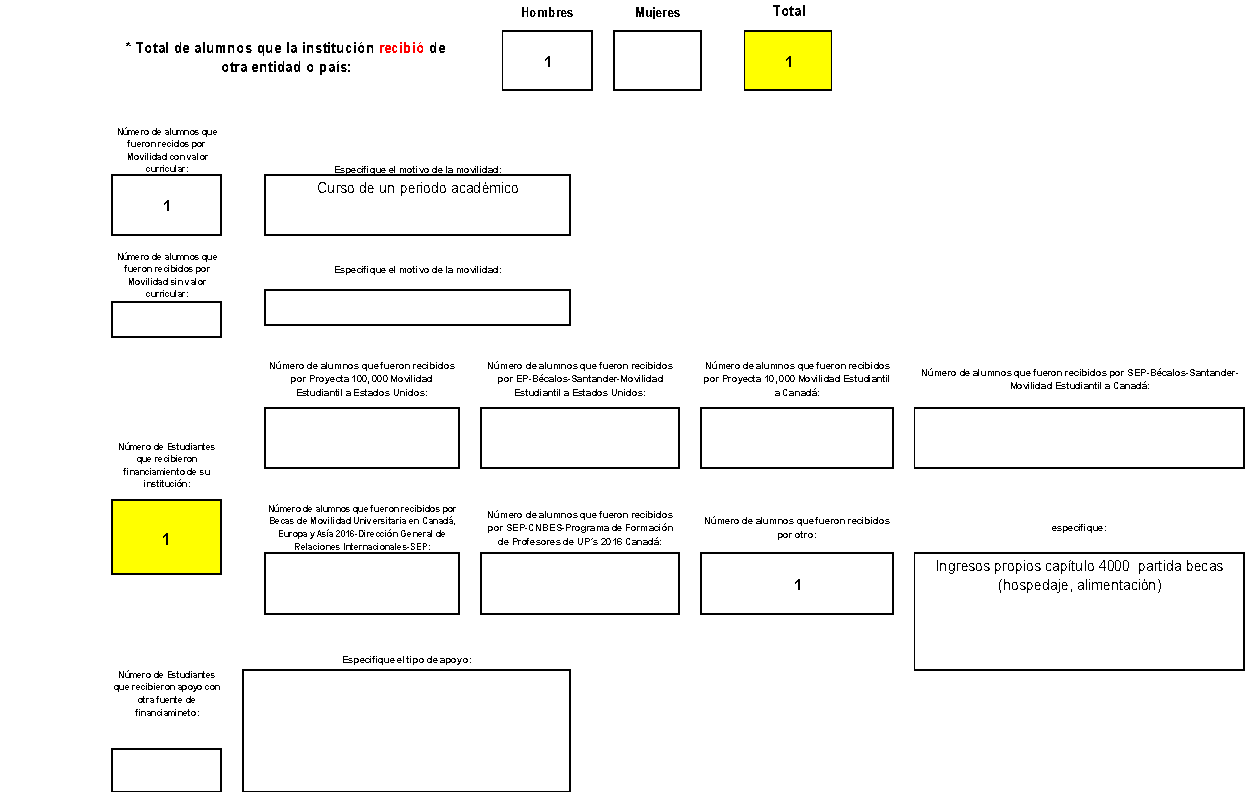 Hombres Mujeres Total
* Total de alumnos que la institución recibió de
otra entidad o país:
1 1
Número de alumnos que
fueron recidos por
Movilidad con valor
curricular:
Especifique el motivo de la movilidad:
1
Curso de un periodo académico
Número de alumnos que
fueron recibidos por
Movilidad sin valor
curricular:
Especifique el motivo de la movilidad:
Número de alumnos que fueron recibidos
por Proyecta 100,000 Movilidad
Estudiantil a Estados Unidos:
Número de alumnos que fueron recibidos
por EP-Bécalos-Santander-Movilidad
Estudiantil a Estados Unidos:
Número de alumnos que fueron recibidos
por Proyecta 10,000 Movilidad Estudiantil
a Canadá:
Número de alumnos que fueron recibidos por SEP-Bécalos-Santander-
Movilidad Estudiantil a Canadá:
Número de Estudiantes
que recibieron
financiamiento de su
institución:
1
Número de alumnos que fueron recibidos por
Becas de Movilidad Universitaria en Canadá,
Europa y Asía 2016-Dirección General de
Relaciones Internacionales-SEP:
Número de alumnos que fueron recibidos
por SEP-CNBES-Programa de Formación
de Profesores de UP´s 2016 Canadá:
Número de alumnos que fueron recibidos
por otro:
1
especifique:
Ingresos propios capítulo 4000 partida becas
(hospedaje, alimentación)
Número de Estudiantes
que recibieron apoyo con
otra fuente de
financiamineto:
Especifique el tipo de apoyo: